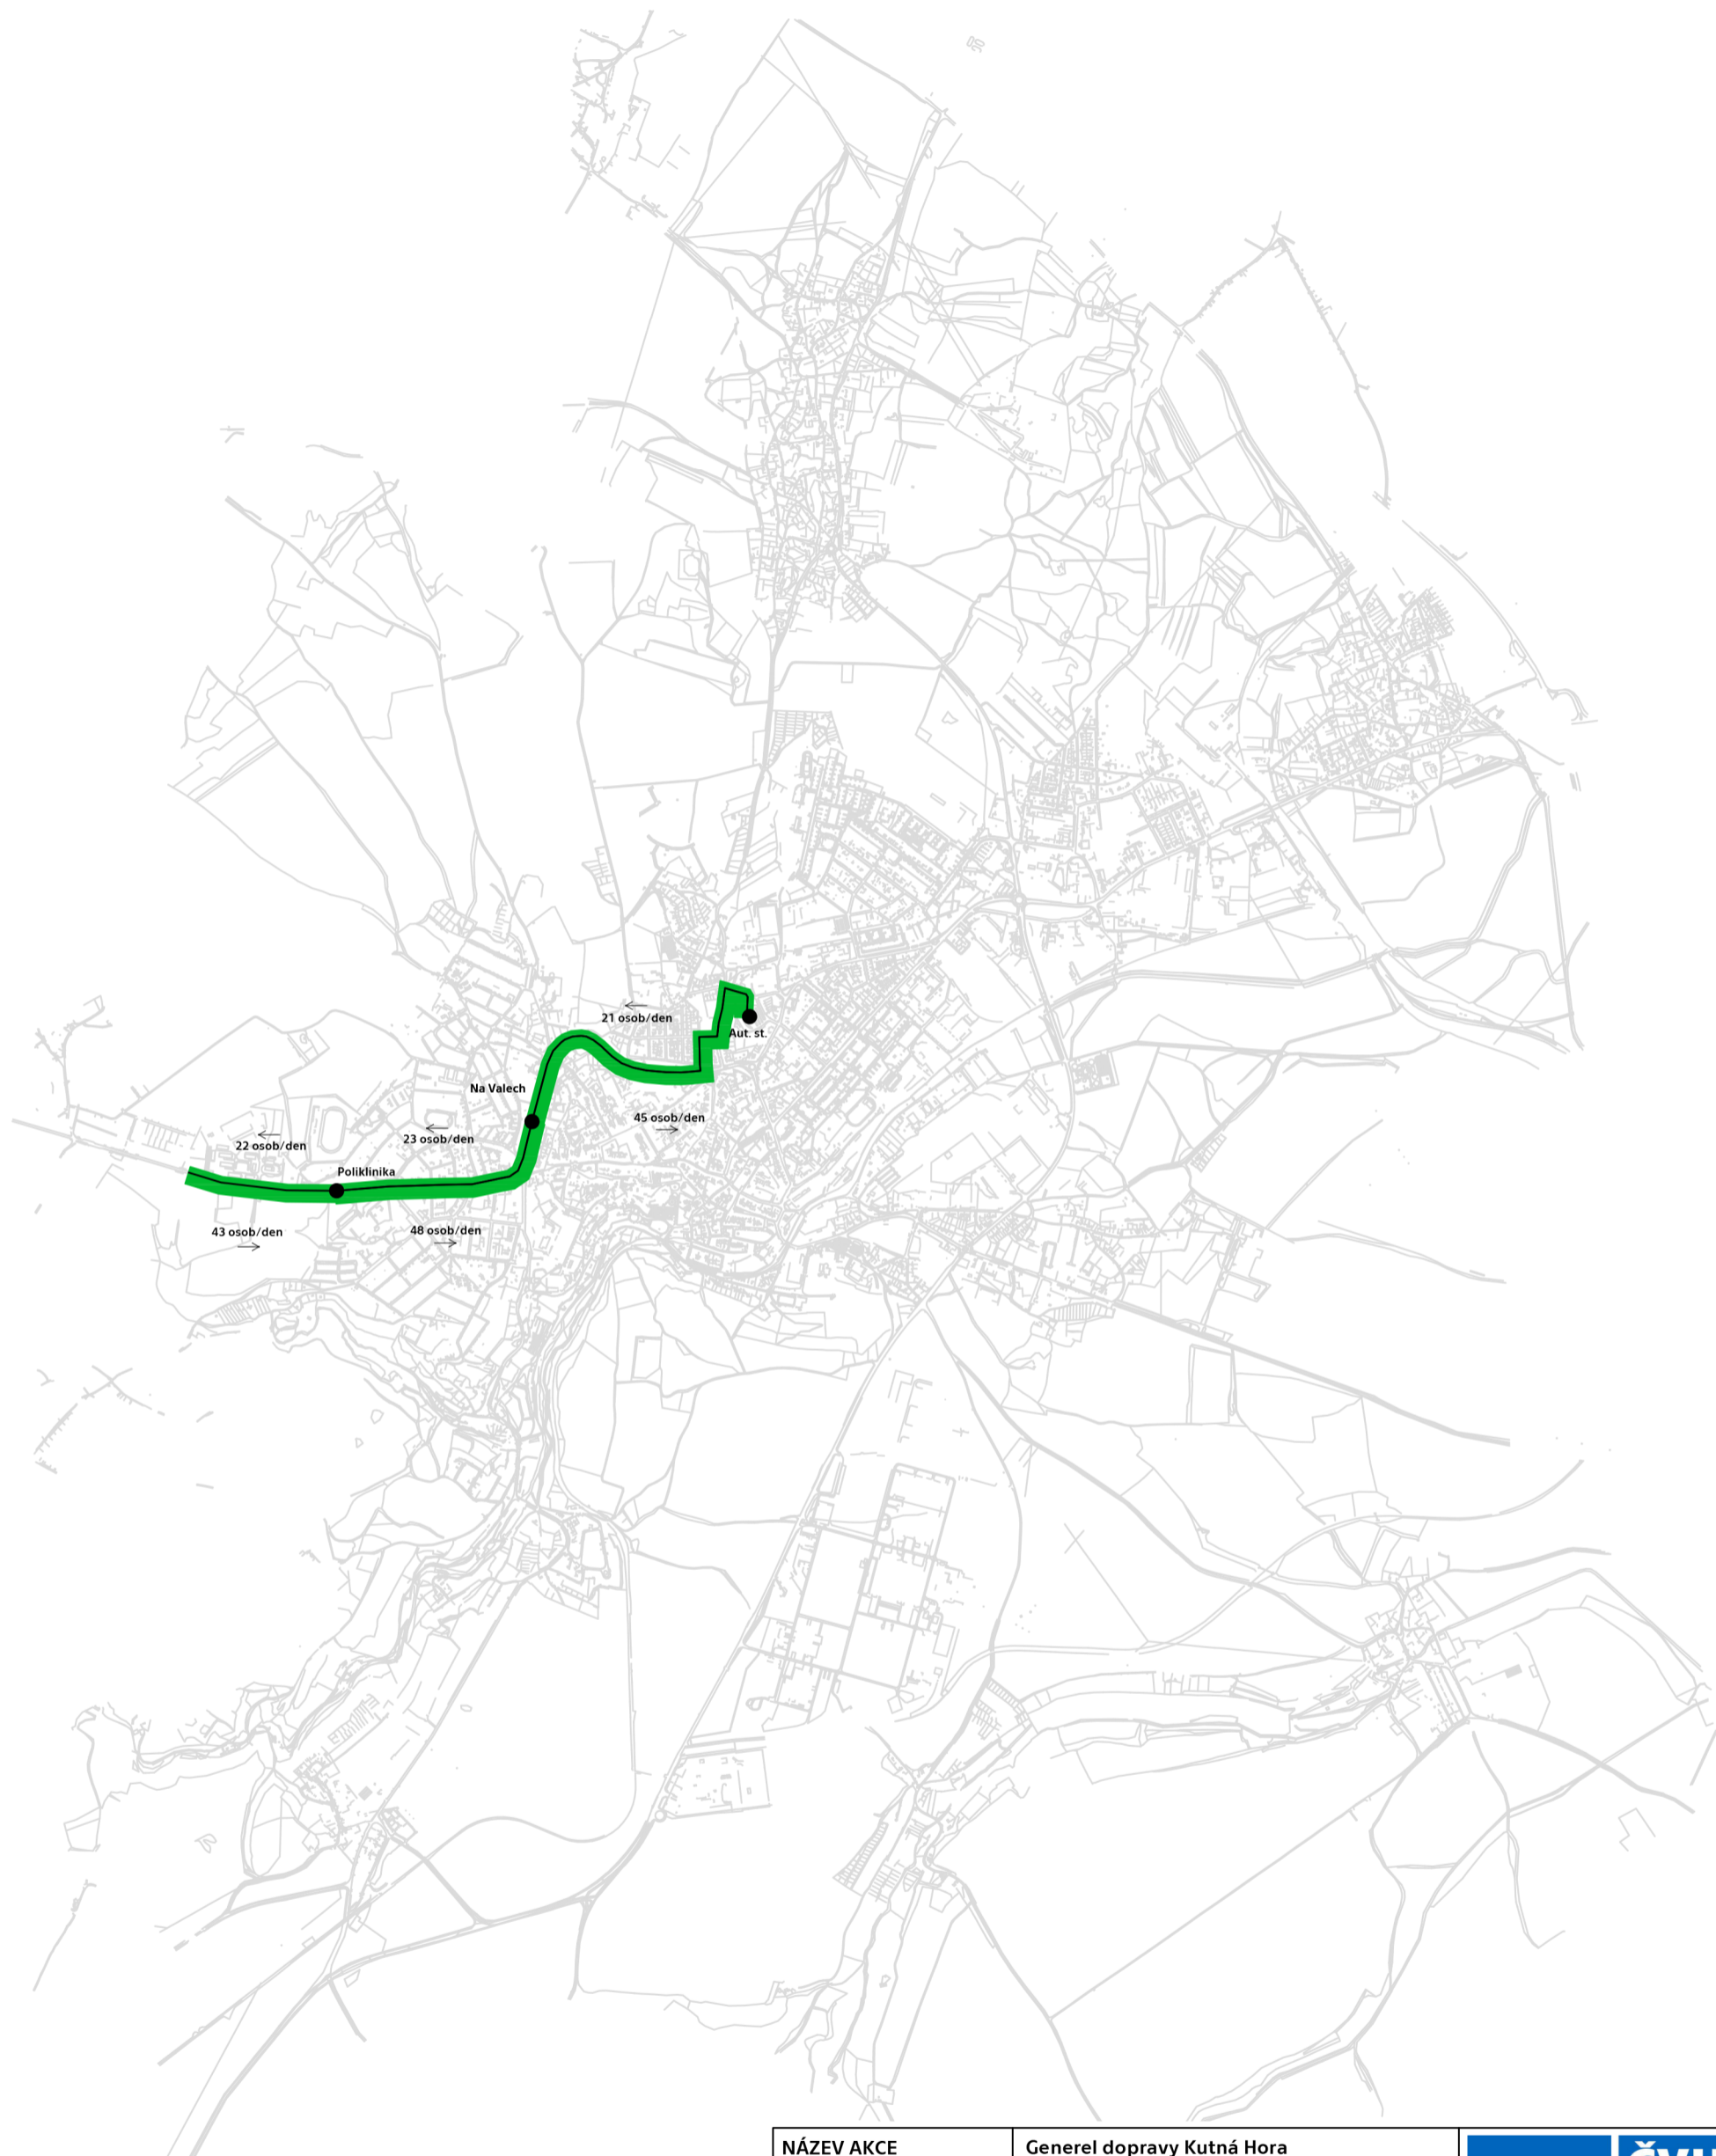 21 osob/den
Aut. st.
Na Valech
45 osob/den
22 osob/den
23 osob/den
Poliklinika
43 osob/den
48 osob/den
NÁZEV AKCE
Generel dopravy Kutná Hora